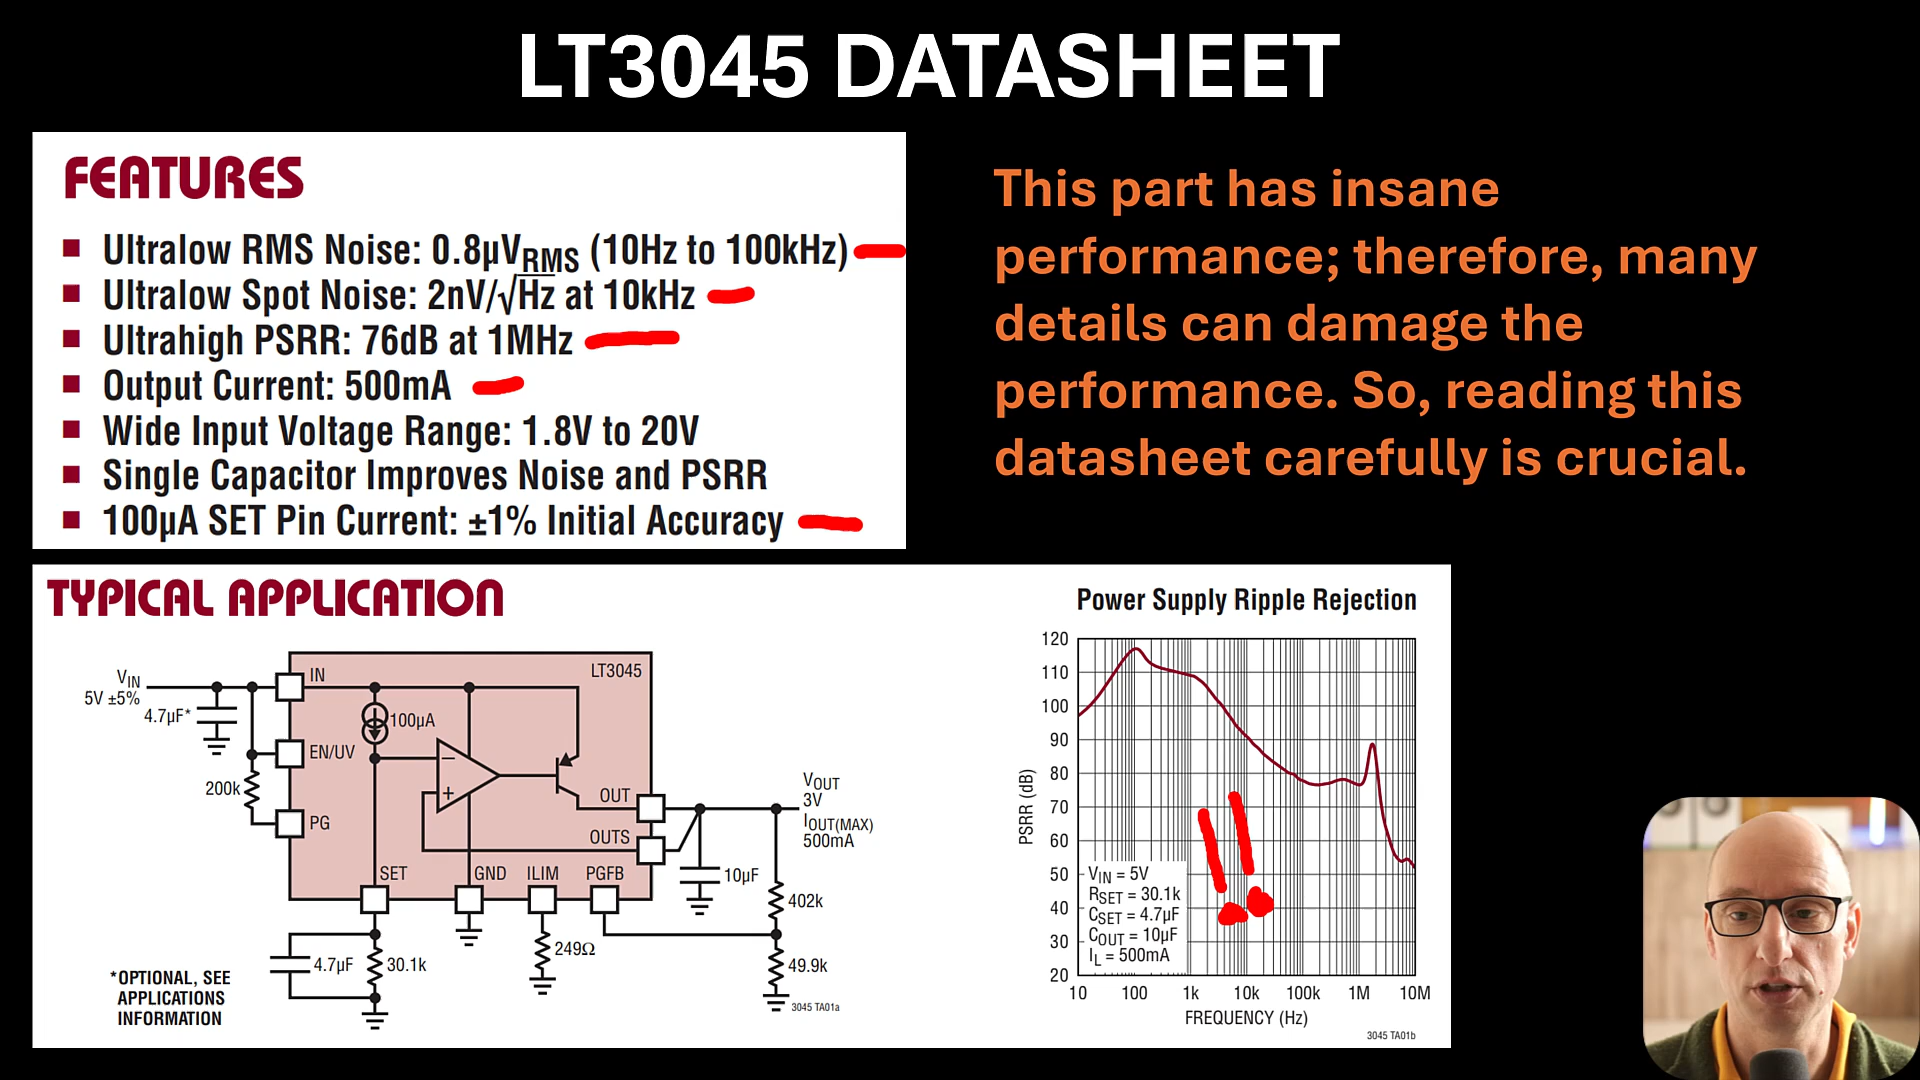 LT3045 DATASHEET
FEATURES
Ultralow RMS Noise: 0.8µVRMS (10Hz to 100kHz)
Ultralow Spot Noise: 2nV/√Hz at 10kHz
Ultrahigh PSRR: 76dB at 1MHz
Output Current: 500mA
Wide Input Voltage Range: 1.8V to 20V
Single Capacitor Improves Noise and PSRR
100µA SET Pin Current: ±1% Initial Accuracy
This part has insane
performance; therefore, many
details can damage the
performance. So, reading this
datasheet carefully is crucial.
TYPICAL APPLICATION
VIN
5V ±5%
4.7µF*
200k
IN
LT3045
100µA
EN/UV
PG
−
+
OUT
OUTS
SET
GND
ILIM
PGFB
VOUT
3V
IOUT(MAX)
500mA
10µF
402k
49.9k
4.7µF
30.1k
249Ω
*OPTIONAL, SEE
APPLICATIONS
INFORMATION
3045 TA01a
Power Supply Ripple Rejection
PSRR (dB)
120
110
100
90
80
70
60
50
40
30
20
VIN = 5V
RSET = 30.1k
CSET = 4.7µF
COUT = 10µF
IL = 500mA
10 100 1k 10k 100k 1M 10M
FREQUENCY (Hz)
3045 TA01b